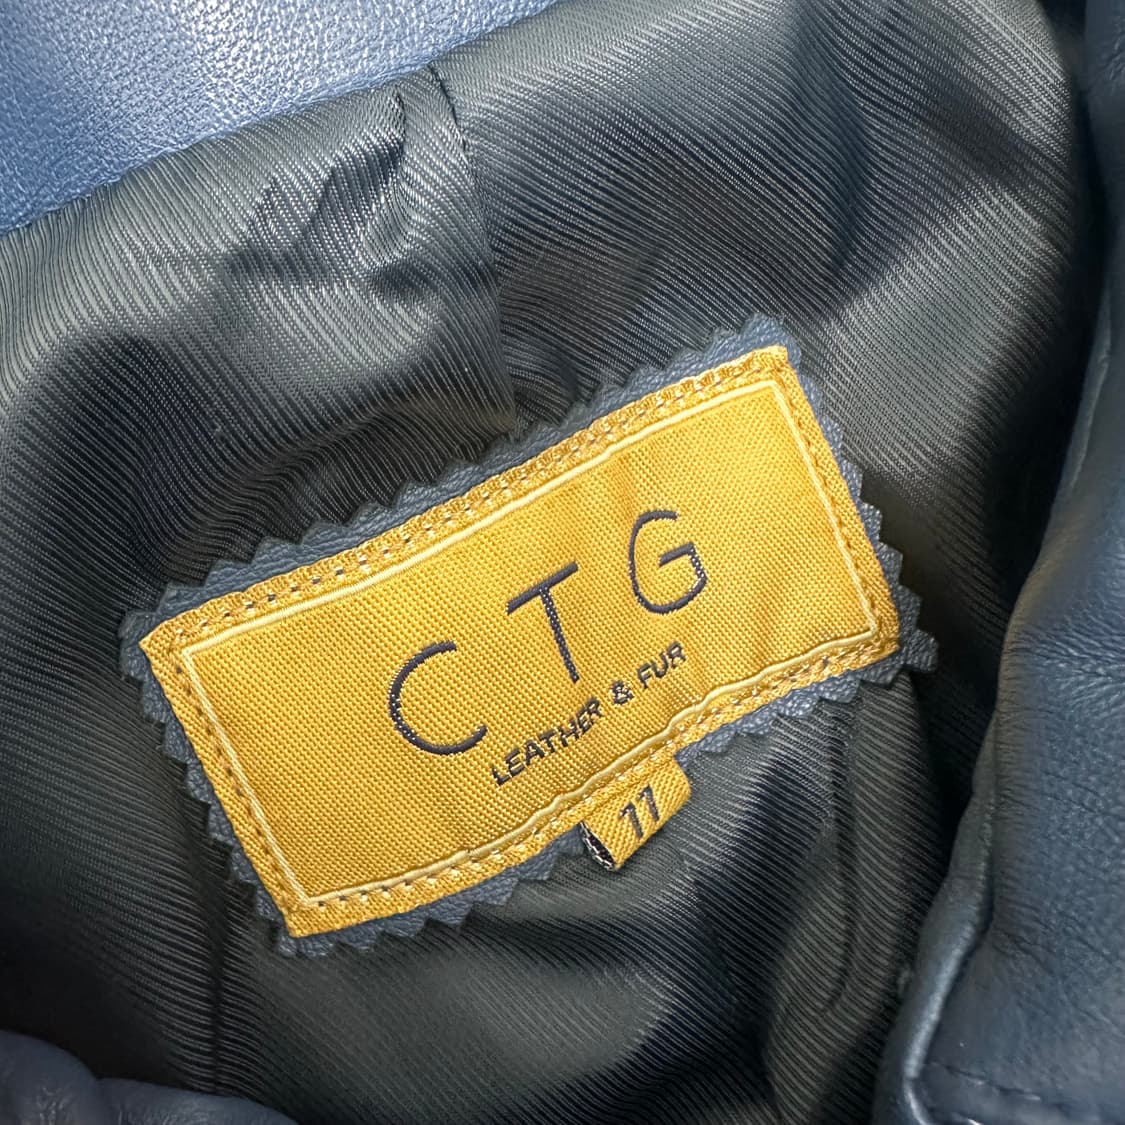 CTG
LEATHER & FUR
11